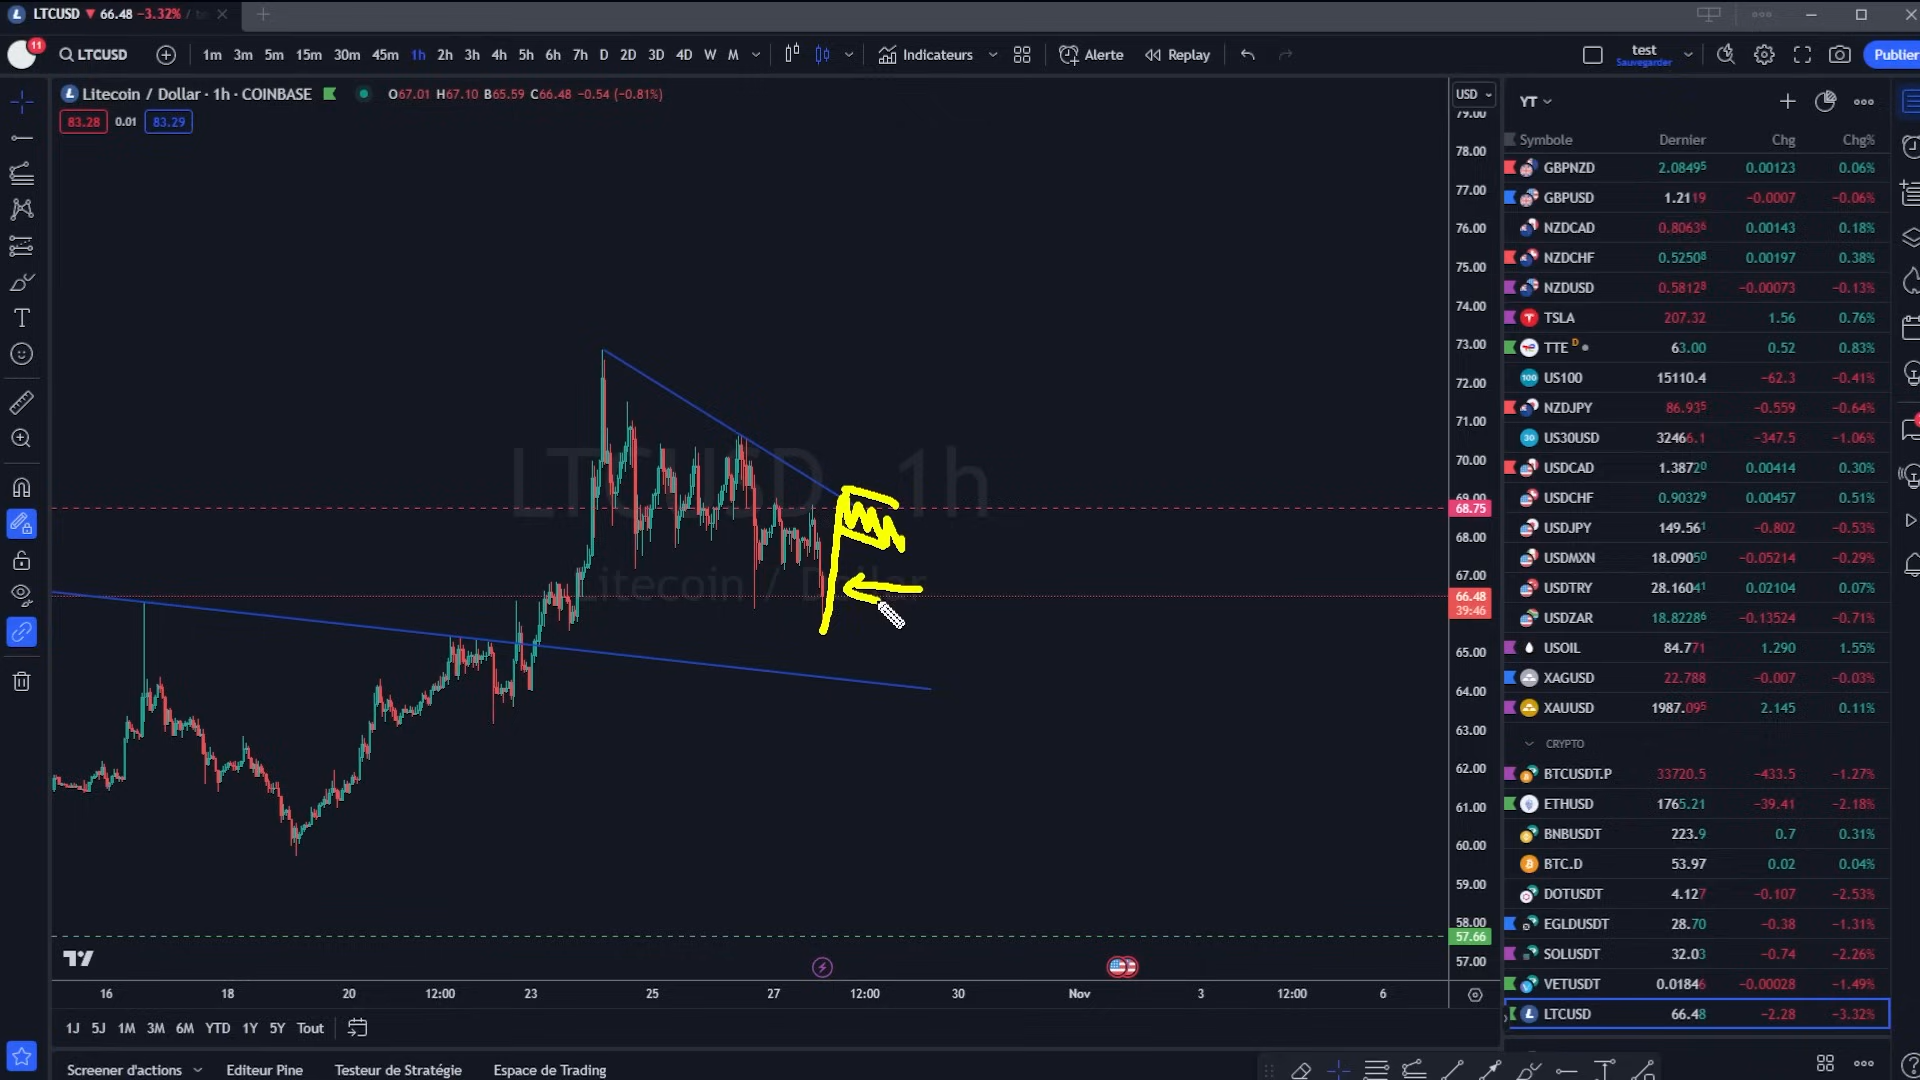 LTCUSD ▼ 66.48 −3.32% /
11
LTCUSD 1m 3m 5m 15m 30m 45m 1h 2h 3h 4h 5h 6h 7h D 2D 3D 4D W M Indicateurs Alerte Replay test Publier
Sauvegarder
Litecoin / Dollar · 1h · COINBASE O67.01 H67.10 B65.59 C66.48 −0.54 (−0.81%)
83.28 0.01 83.29
USD
79.00
78.00
77.00
76.00
75.00
74.00
73.00
72.00
71.00
70.00
69.00
68.75
68.00
67.00
66.48
39:46
65.00
64.00
63.00
62.00
61.00
60.00
59.00
58.00
57.66
57.00
LTCUSD 1h
Litecoin / Dollar
16 18 20 12:00 23 25 27 12:00 30 Nov 3 12:00 6
1J 5J 1M 3M 6M YTD 1Y 5Y Tout
Screener d'actions Editeur Pine Testeur de Stratégie Espace de Trading
YT
Symbole Dernier Chg Chg%
GBPNZD 2.08495 0.00123 0.06%
GBPUSD 1.2119 −0.0007 −0.06%
NZDCAD 0.80636 0.00143 0.18%
NZDCHF 0.52508 0.00197 0.38%
NZDUSD 0.58128 −0.00073 −0.13%
TSLA 207.32 1.56 0.76%
TTE D 63.00 0.52 0.83%
100 US100 15110.4 −62.3 −0.41%
NZDJPY 86.935 −0.559 −0.64%
30 US30USD 32466.1 −347.5 −1.06%
USDCAD 1.38720 0.00414 0.30%
USDCHF 0.90329 0.00457 0.51%
USDJPY 149.561 −0.802 −0.53%
USDMXN 18.09050 −0.05214 −0.29%
USDTRY 28.16041 0.02104 0.07%
USDZAR 18.82286 −0.13524 −0.71%
USOIL 84.771 1.290 1.55%
XAGUSD 22.788 −0.007 −0.03%
XAUUSD 1987.095 2.145 0.11%
CRYPTO
BTCUSDT.P 33720.5 −433.5 −1.27%
ETHUSD 1765.21 −39.41 −2.18%
BNBUSDT 223.9 0.7 0.31%
BTC.D 53.97 0.02 0.04%
DOTUSDT 4.127 −0.107 −2.53%
EGLDUSDT 28.70 −0.38 −1.31%
SOLUSDT 32.03 −0.74 −2.26%
VETUSDT 0.01846 −0.00028 −1.49%
LTCUSD 66.48 −2.28 −3.32%